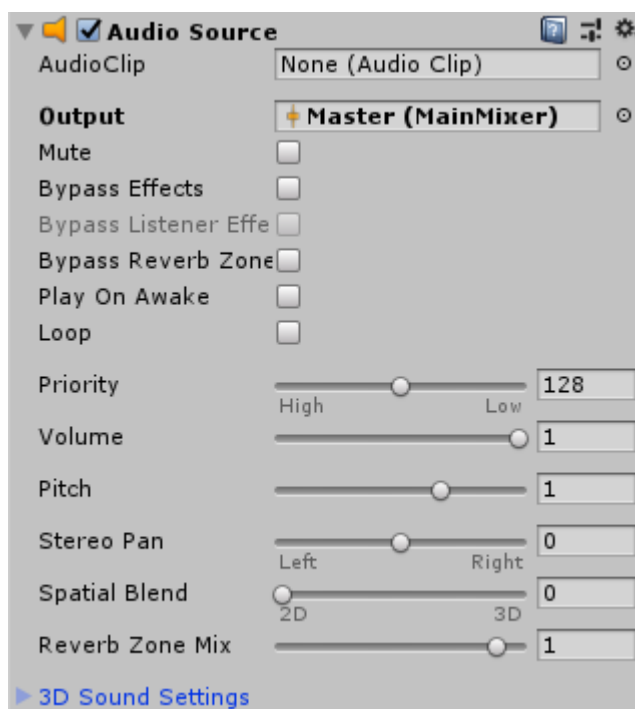 Audio Source
AudioClip None (Audio Clip)
Output Master (MainMixer)
Mute
Bypass Effects
Bypass Listener Effe
Bypass Reverb Zone
Play On Awake
Loop
Priority 128
High Low
Volume 1
Pitch 1
Stereo Pan 0
Left Right
Spatial Blend 0
2D 3D
Reverb Zone Mix 1
3D Sound Settings